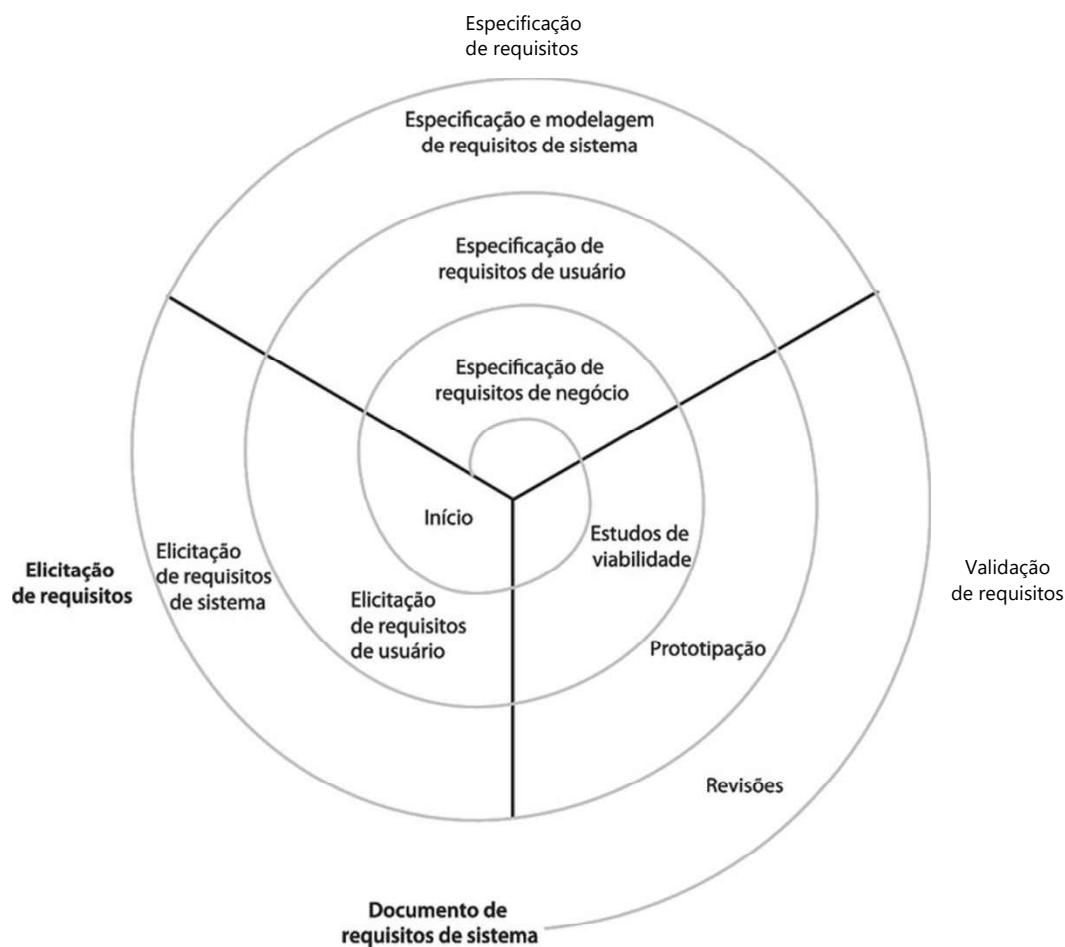 Especificação
de requisitos
Especificação e modelagem
de requisitos de sistema
Especificação de
requisitos de usuário
Especificação de
requisitos de negócio
Início
Estudos de
viabilidade
Elicitação
de requisitos
Elicitação
de requisitos
de sistema
Elicitação
de requisitos
de usuário
Validação
de requisitos
Prototipação
Revisões
Documento de
requisitos de sistema